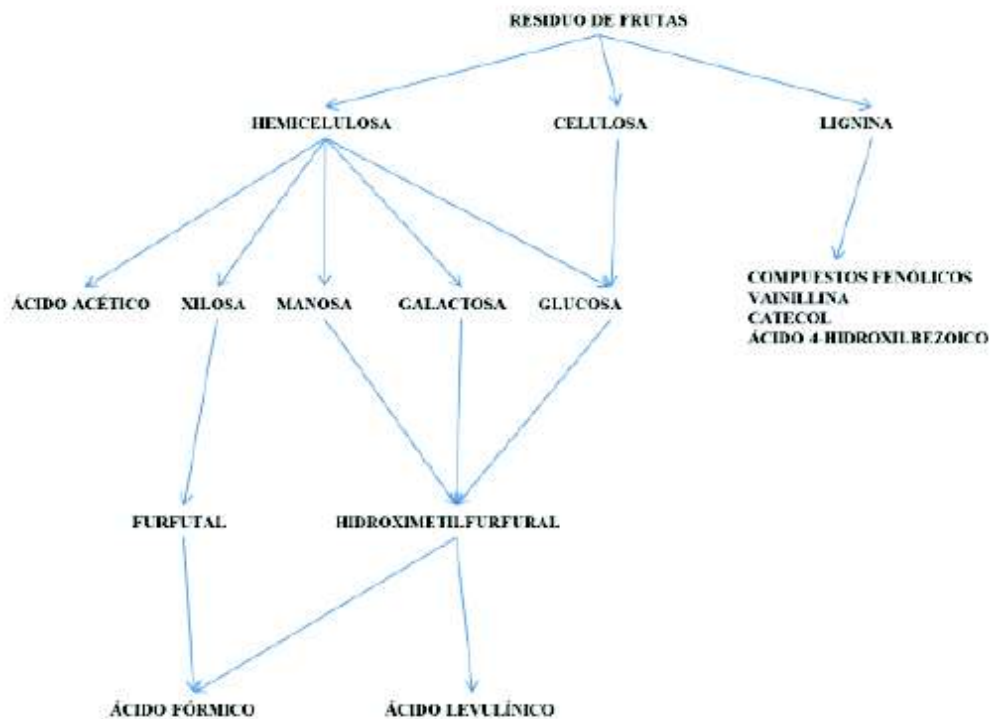 RESIDUO DE FRUTAS
HEMICELULOSA
CELULOSA
LIGNINA
ÁCIDO ACÉTICO
XILOSA
MANOSA
GALACTOSA
GLUCOSA
COMPUESTOS FENÓLICOS
VAINILLINA
CATECOL
ÁCIDO 4-HIDROXILBEZOICO
FURFUTAL
HIDROXIMETILFURFURAL
ÁCIDO FÓRMICO
ÁCIDO LEVULÍNICO